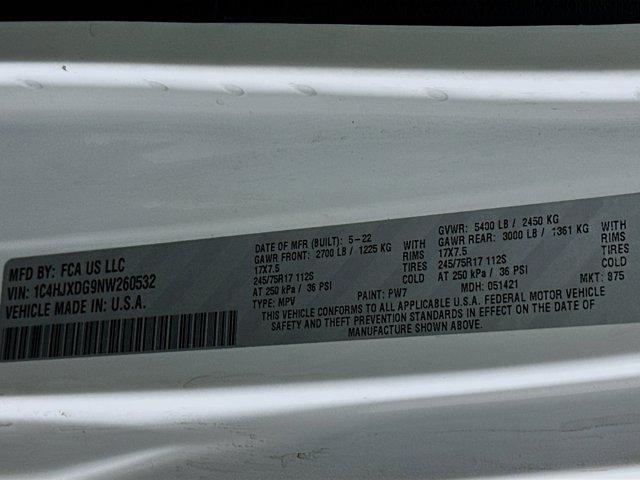 MFD BY: FCA US LLC
VIN: 1C4HJXDG9NW260532
VEHICLE MADE IN: U.S.A.
DATE OF MFR (BUILT): 5-22
GAWR FRONT: 2700 LB / 1225 KG WITH
17X7.5 RIMS
245/75R17 112S TIRES
AT 250 kPa / 36 PSI COLD
TYPE: MPV PAINT: PW7
GVWR: 5400 LB / 2450 KG
GAWR REAR: 3000 LB / 1361 KG WITH
17X7.5 RIMS
245/75R17 112S TIRES
AT 250 kPa / 36 PSI COLD
MDH: 051421 MKT: 975
THIS VEHICLE CONFORMS TO ALL APPLICABLE U.S.A. FEDERAL MOTOR VEHICLE
SAFETY AND THEFT PREVENTION STANDARDS IN EFFECT ON THE DATE OF
MANUFACTURE SHOWN ABOVE.